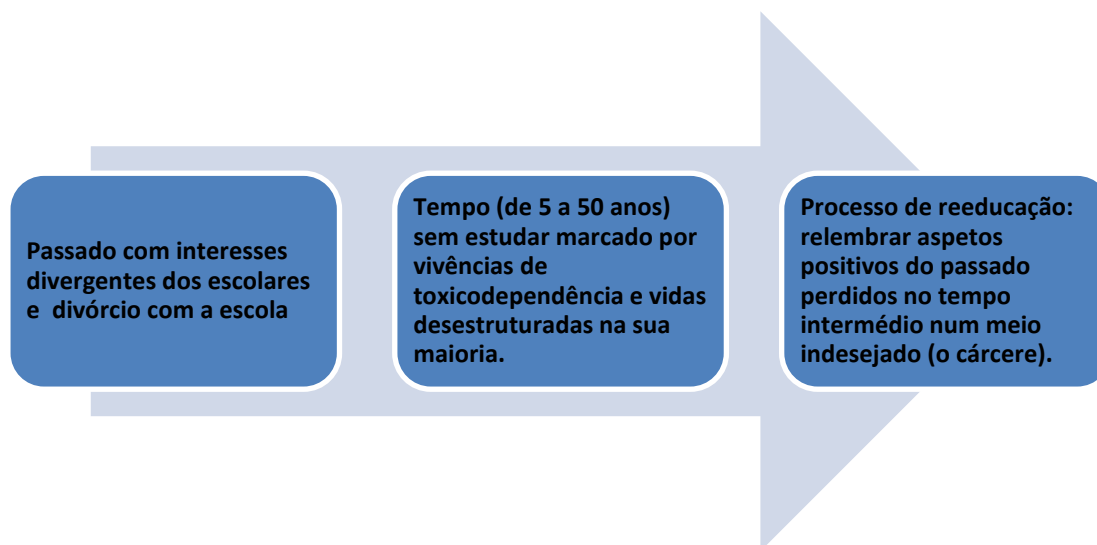 Passado com interesses
divergentes dos escolares
e divórcio com a escola
Tempo (de 5 a 50 anos)
sem estudar marcado por
vivências de
toxicodependência e vidas
desestruturadas na sua
maioria.
Processo de reeducação:
relembrar aspetos
positivos do passado
perdidos no tempo
intermédio num meio
indesejado (o cárcere).